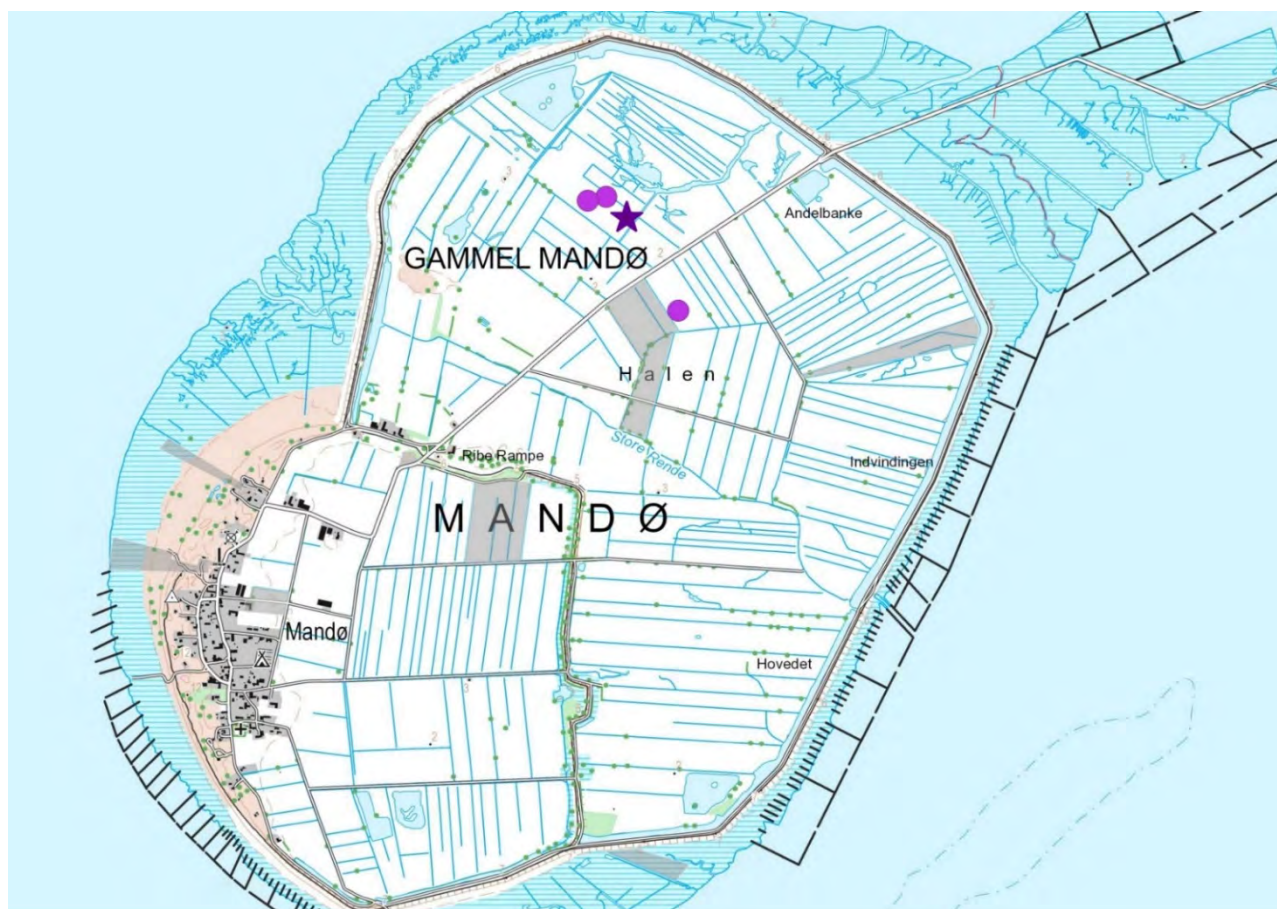 Andelbanke
GAMMEL MANDØ
Halen
Store Rende
Ribe Rampe
Indvindingen
MANDØ
Mandø
Hovedet